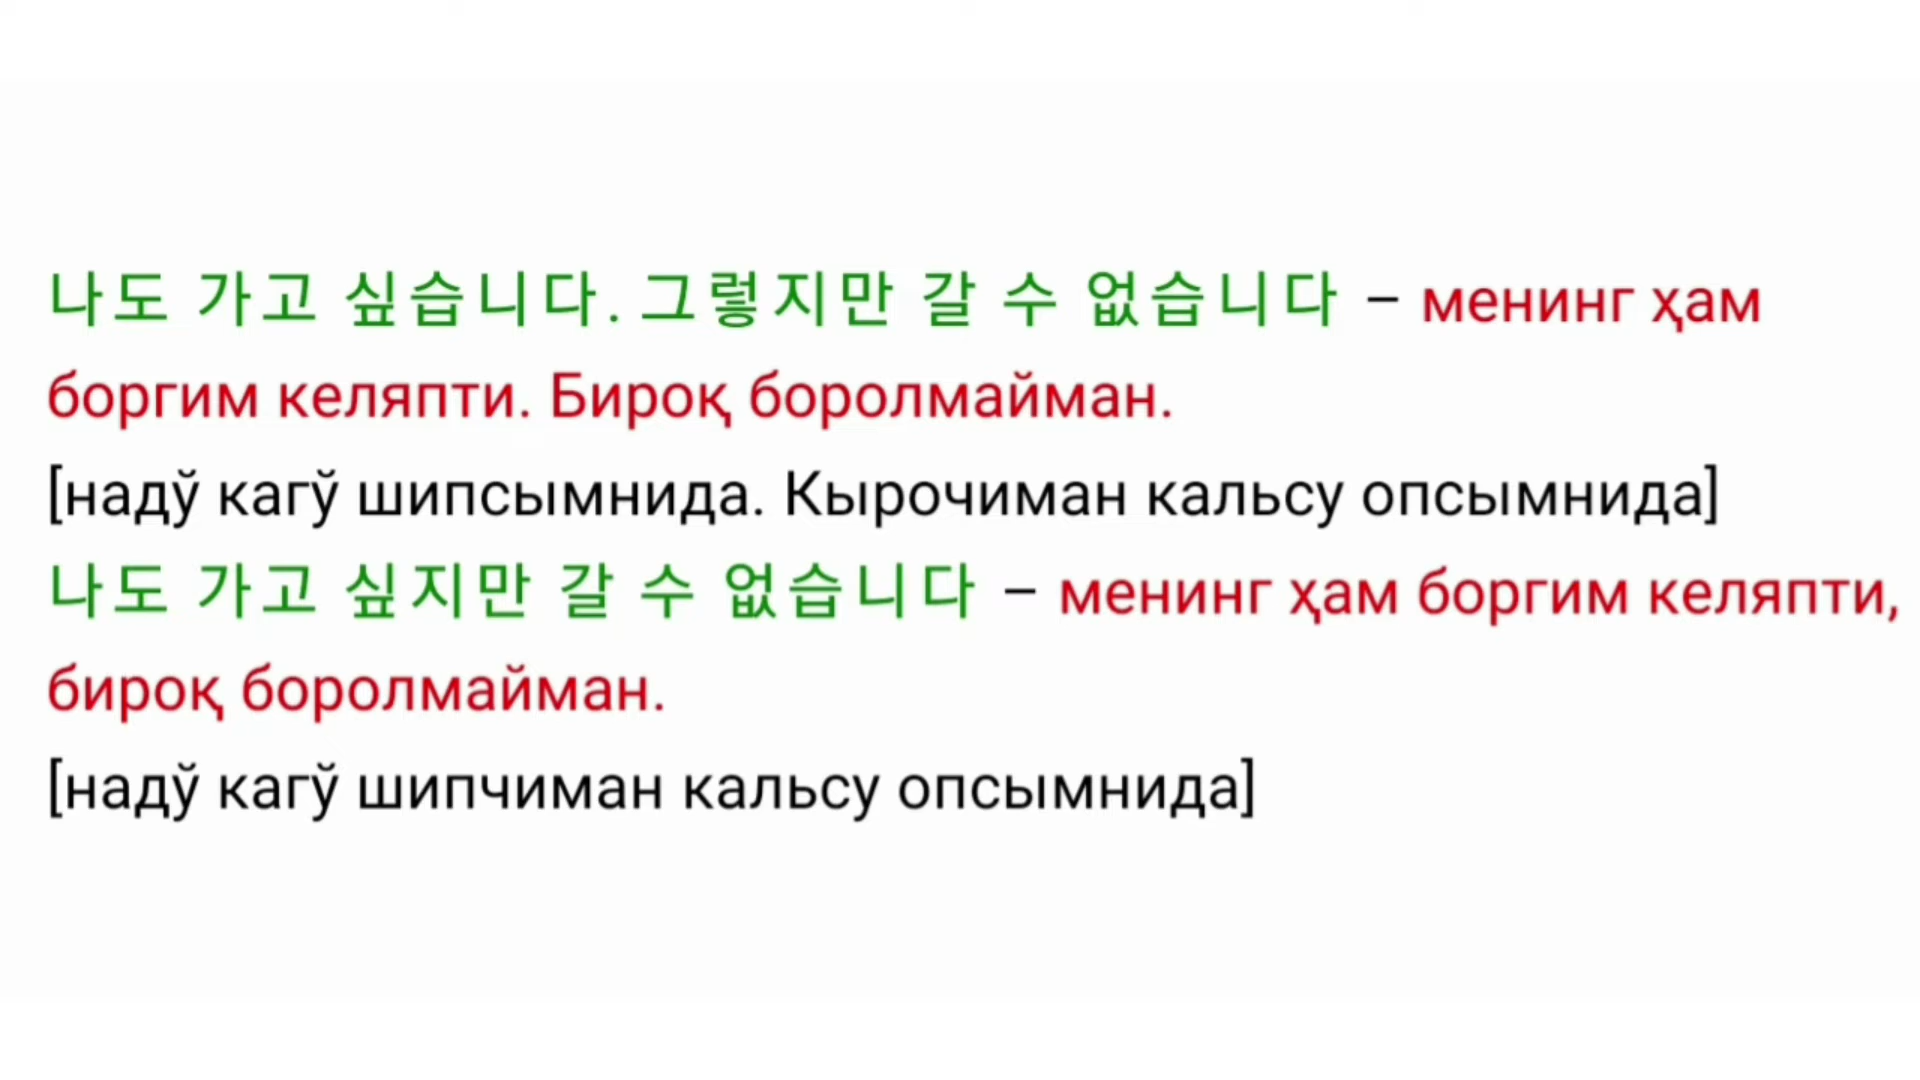 나도 가고 싶습니다. 그렇지만 갈 수 없습니다 – менинг ҳам
боргим келяпти. Бироқ боролмайман.
[надў кагў шипсымнида. Кырочиман кальсу опсымнида]
나도 가고 싶지만 갈 수 없습니다 – менинг ҳам боргим келяпти,
бироқ боролмайман.
[надў кагў шипчиман кальсу опсымнида]